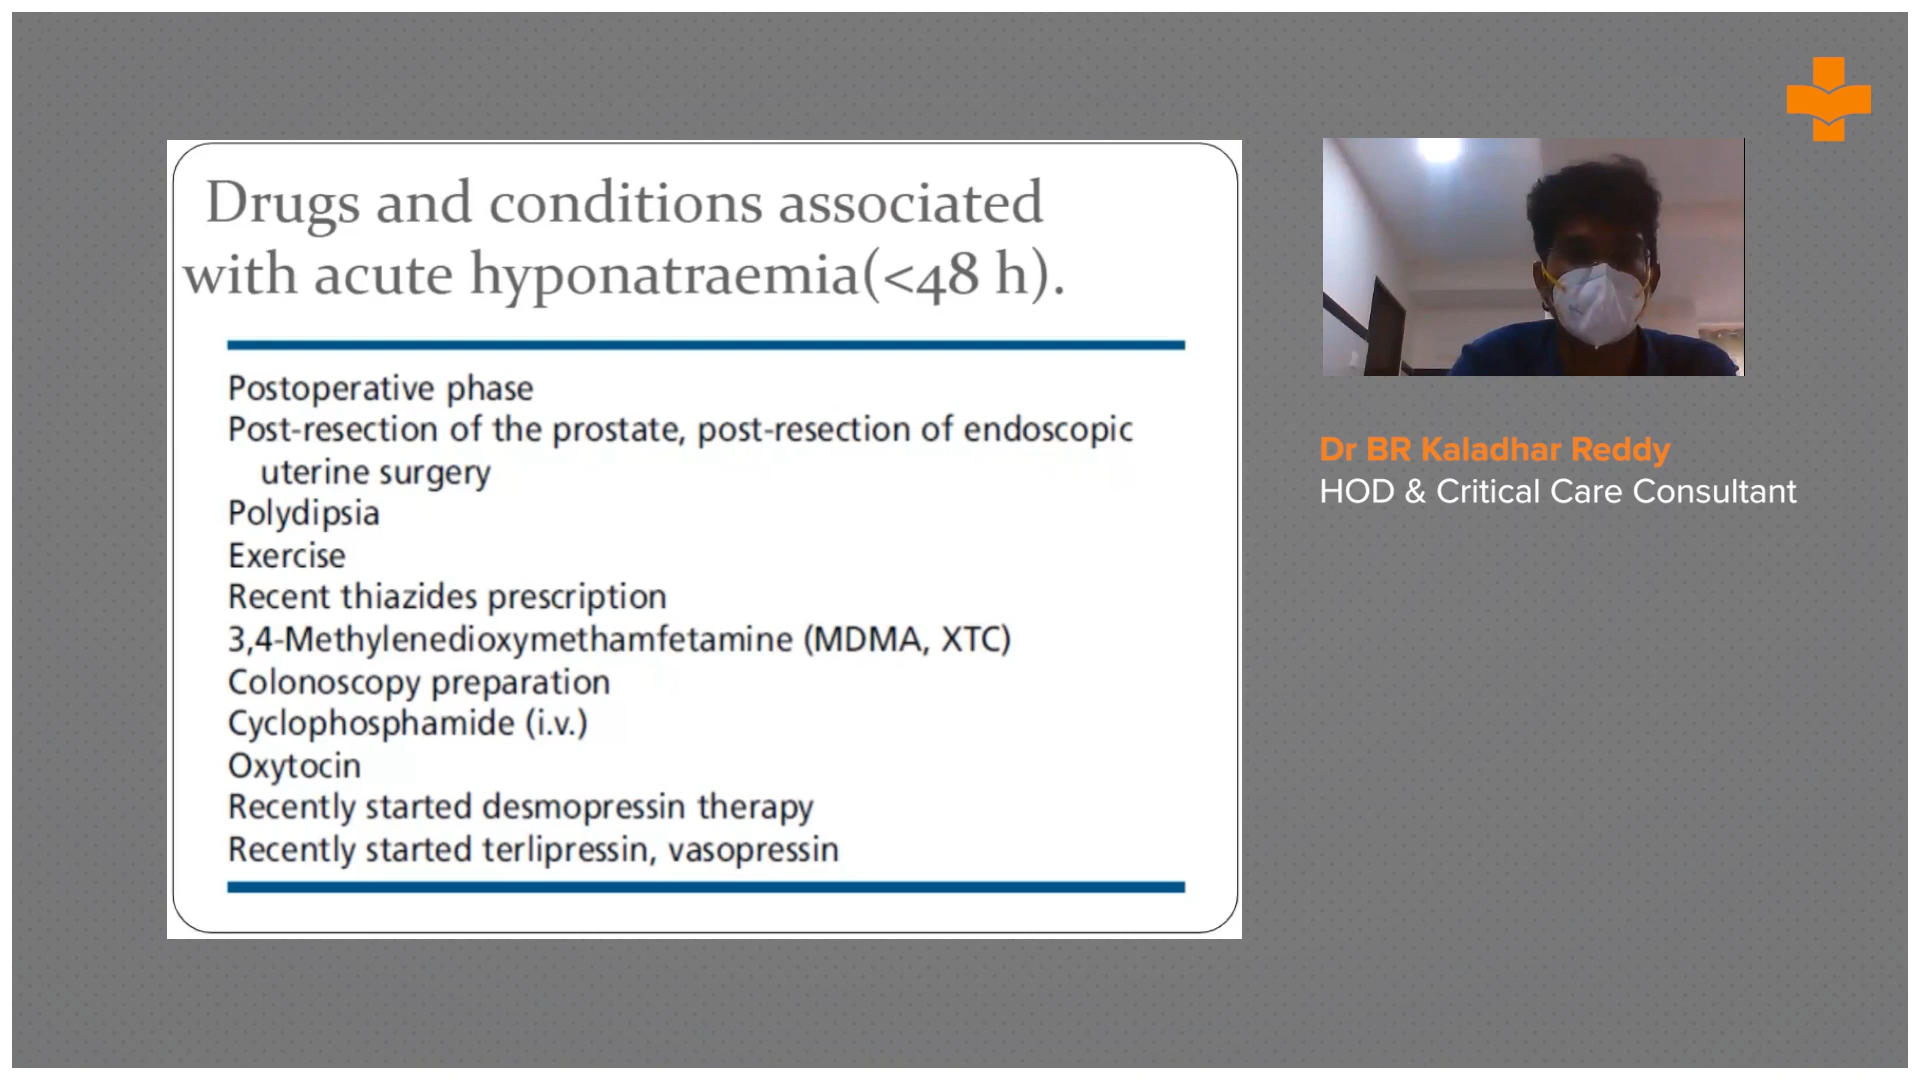 Drugs and conditions associated
with acute hyponatraemia(<48 h).
Postoperative phase
Post-resection of the prostate, post-resection of endoscopic
uterine surgery
Polydipsia
Exercise
Recent thiazides prescription
3,4-Methylenedioxymethamfetamine (MDMA, XTC)
Colonoscopy preparation
Cyclophosphamide (i.v.)
Oxytocin
Recently started desmopressin therapy
Recently started terlipressin, vasopressin
Dr BR Kaladhar Reddy
HOD & Critical Care Consultant